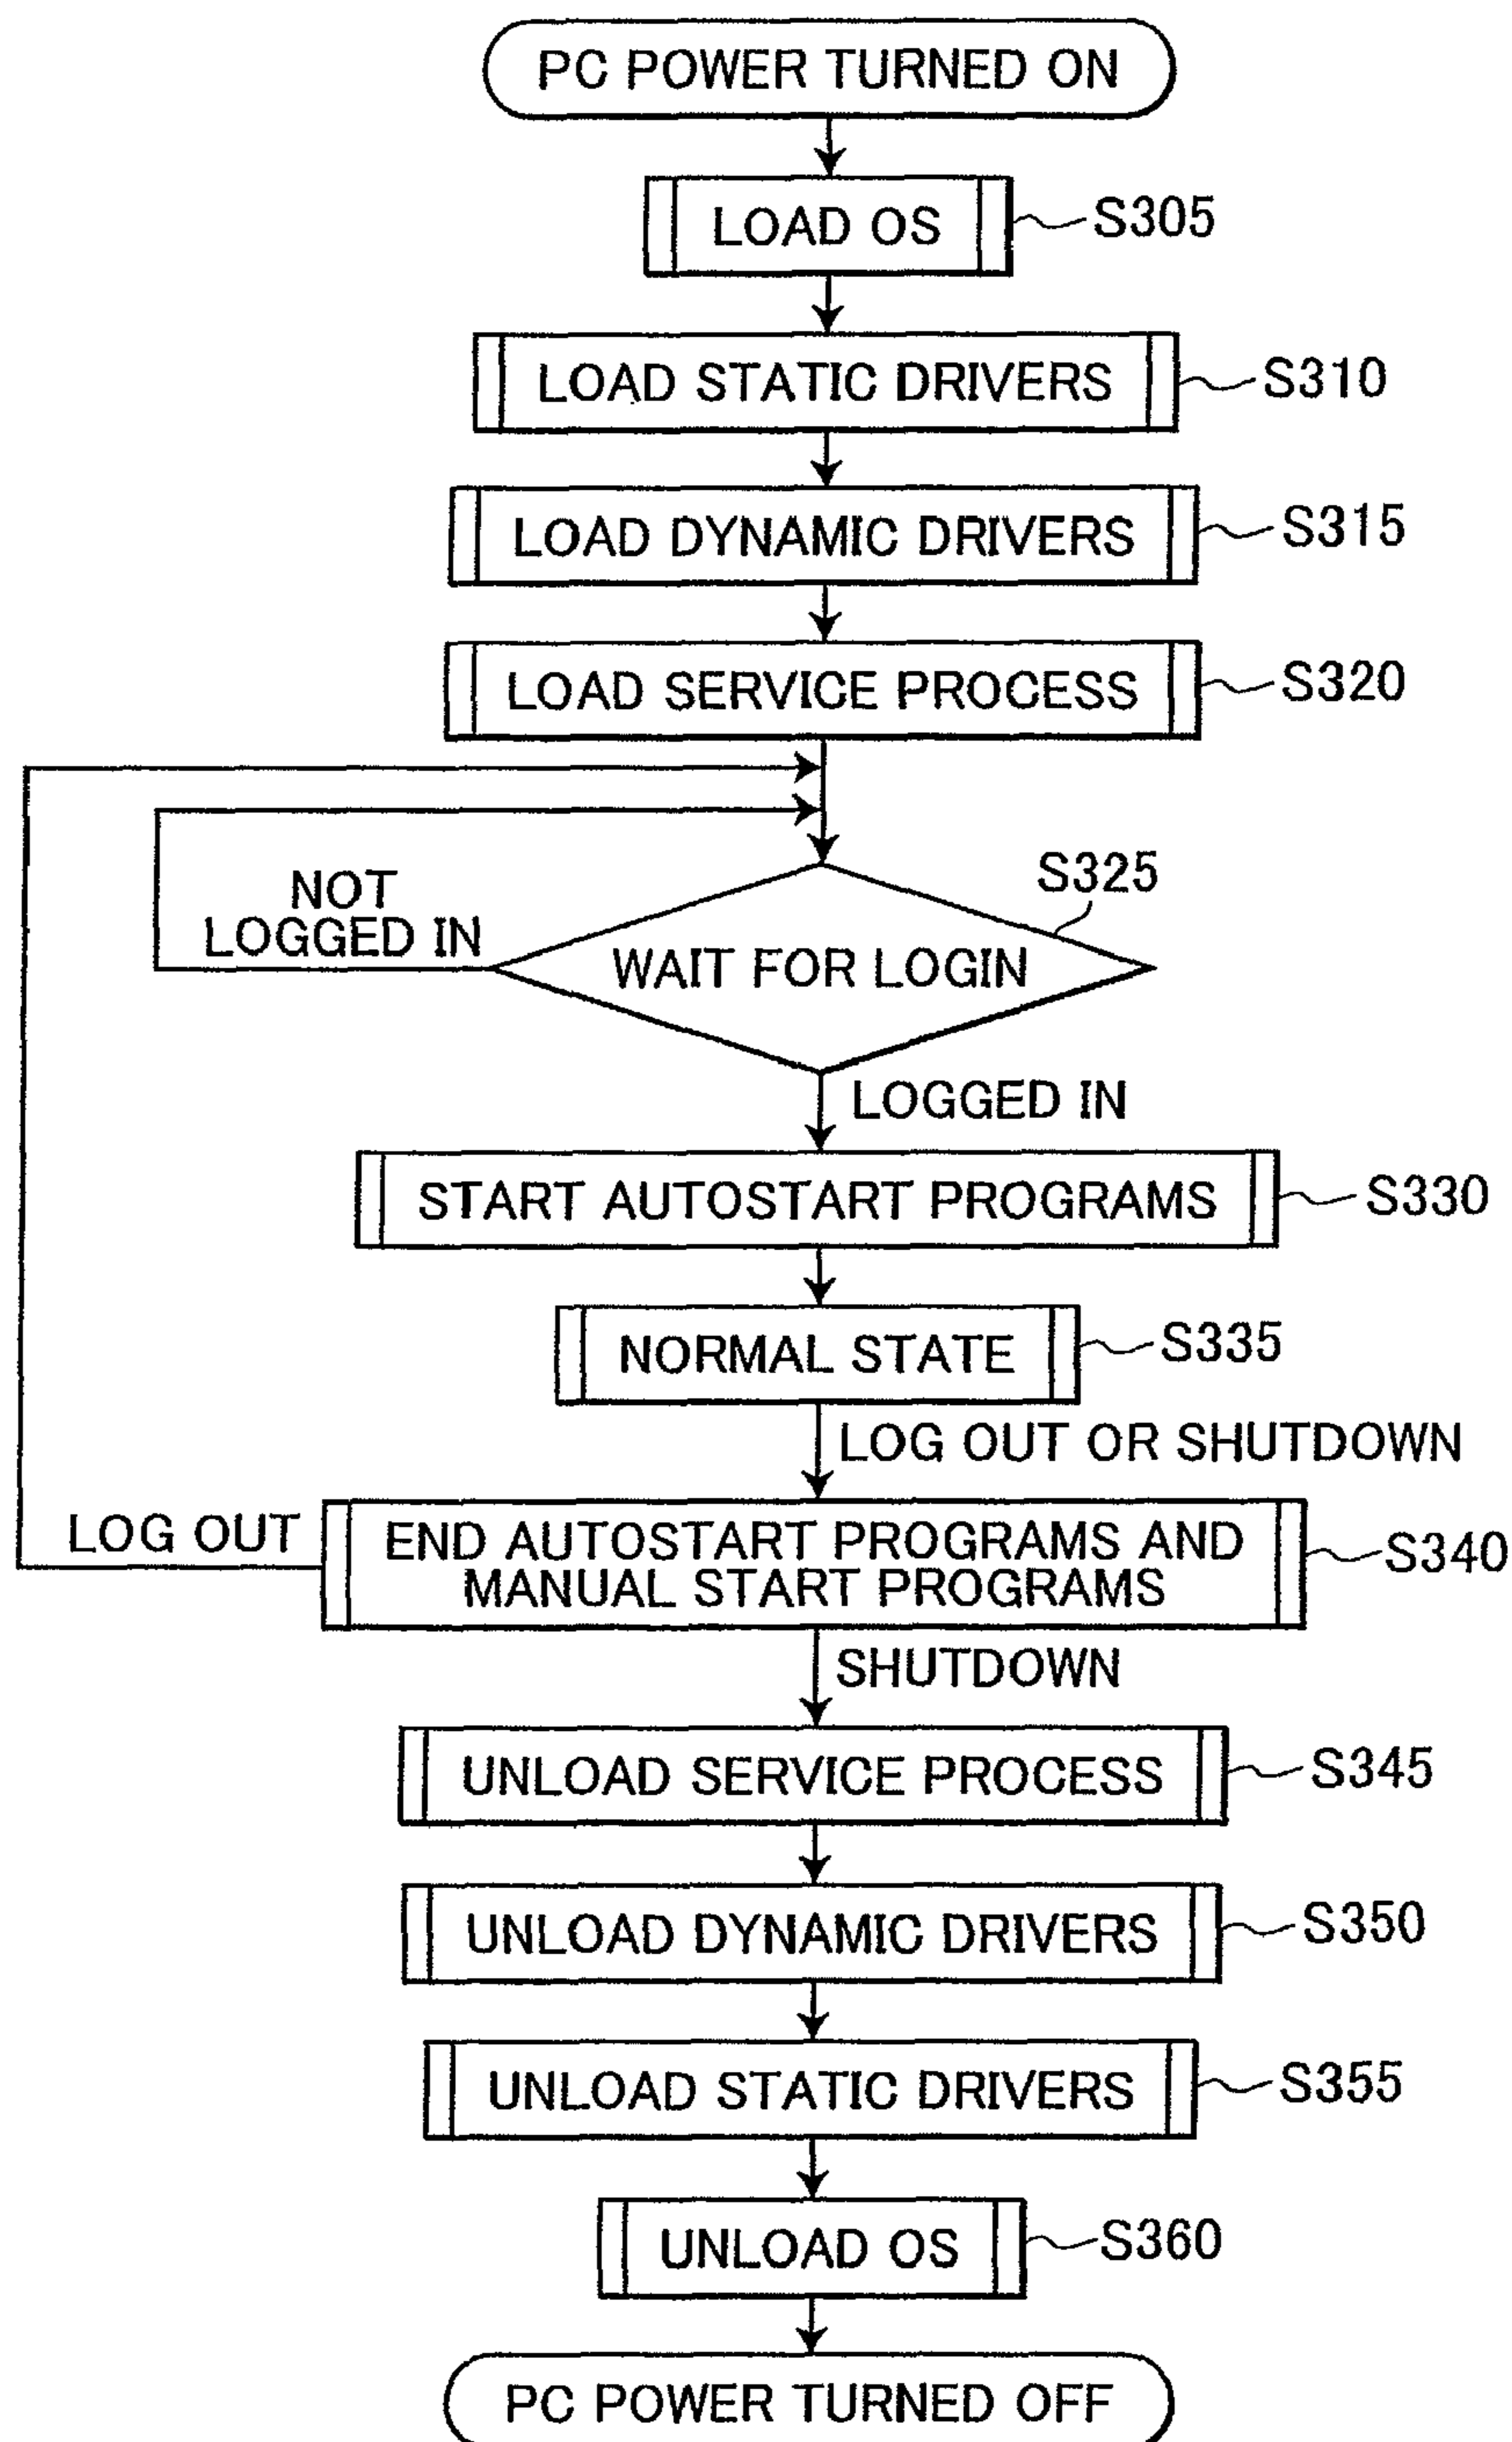 PC POWER TURNED ON
LOAD OS
S305
LOAD STATIC DRIVERS
S310
LOAD DYNAMIC DRIVERS
S315
LOAD SERVICE PROCESS
S320
NOT
LOGGED IN
S325
WAIT FOR LOGIN
LOGGED IN
START AUTOSTART PROGRAMS
S330
NORMAL STATE
S335
LOG OUT OR SHUTDOWN
LOG OUT
END AUTOSTART PROGRAMS AND
MANUAL START PROGRAMS
S340
SHUTDOWN
UNLOAD SERVICE PROCESS
S345
UNLOAD DYNAMIC DRIVERS
S350
UNLOAD STATIC DRIVERS
S355
UNLOAD OS
S360
PC POWER TURNED OFF